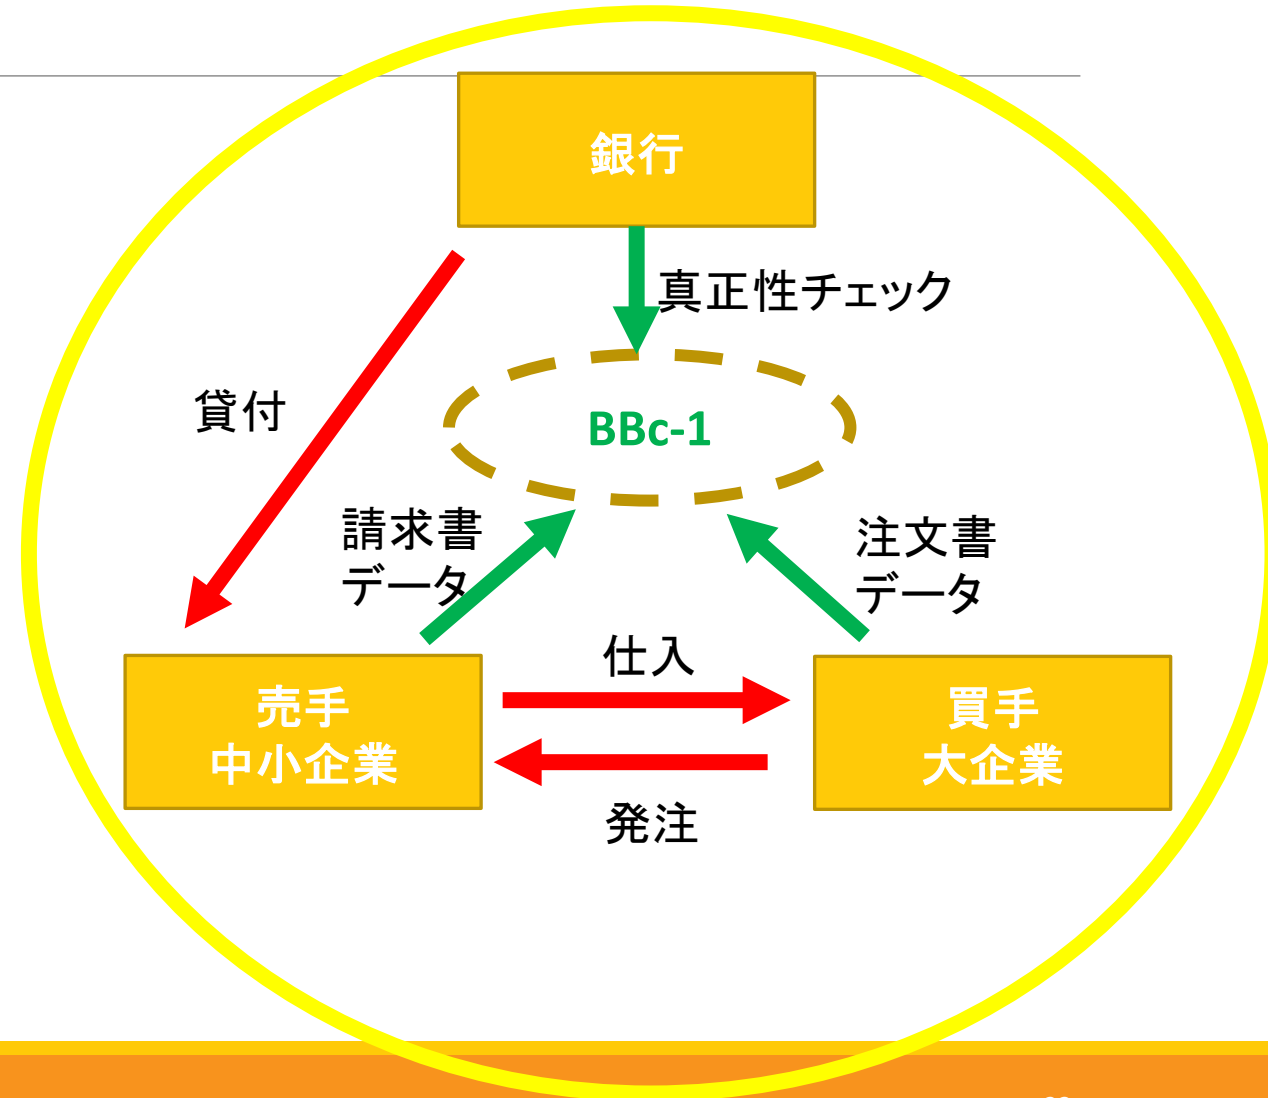 銀行
真正性チェック
貸付
BBc-1
請求書
データ
注文書
データ
仕入
売手
中小企業
買手
大企業
発注